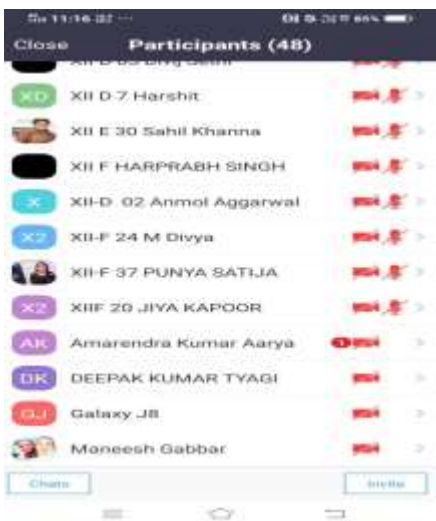 Close Participants (48)
XD XII D 7 Harshit
XII E 30 Sahil Khanna
XII F HARPRABH SINGH
X XII-D 02 Anmol Aggarwal
X2 XII-F 24 M Divya
XII-F 37 PUNYA SATIJA
X2 XIIF 20 JIYA KAPOOR
AK Amarendra Kumar Aarya
DK DEEPAK KUMAR TYAGI
GJ Galaxy J8
Maneesh Gabbar
Chats Invite